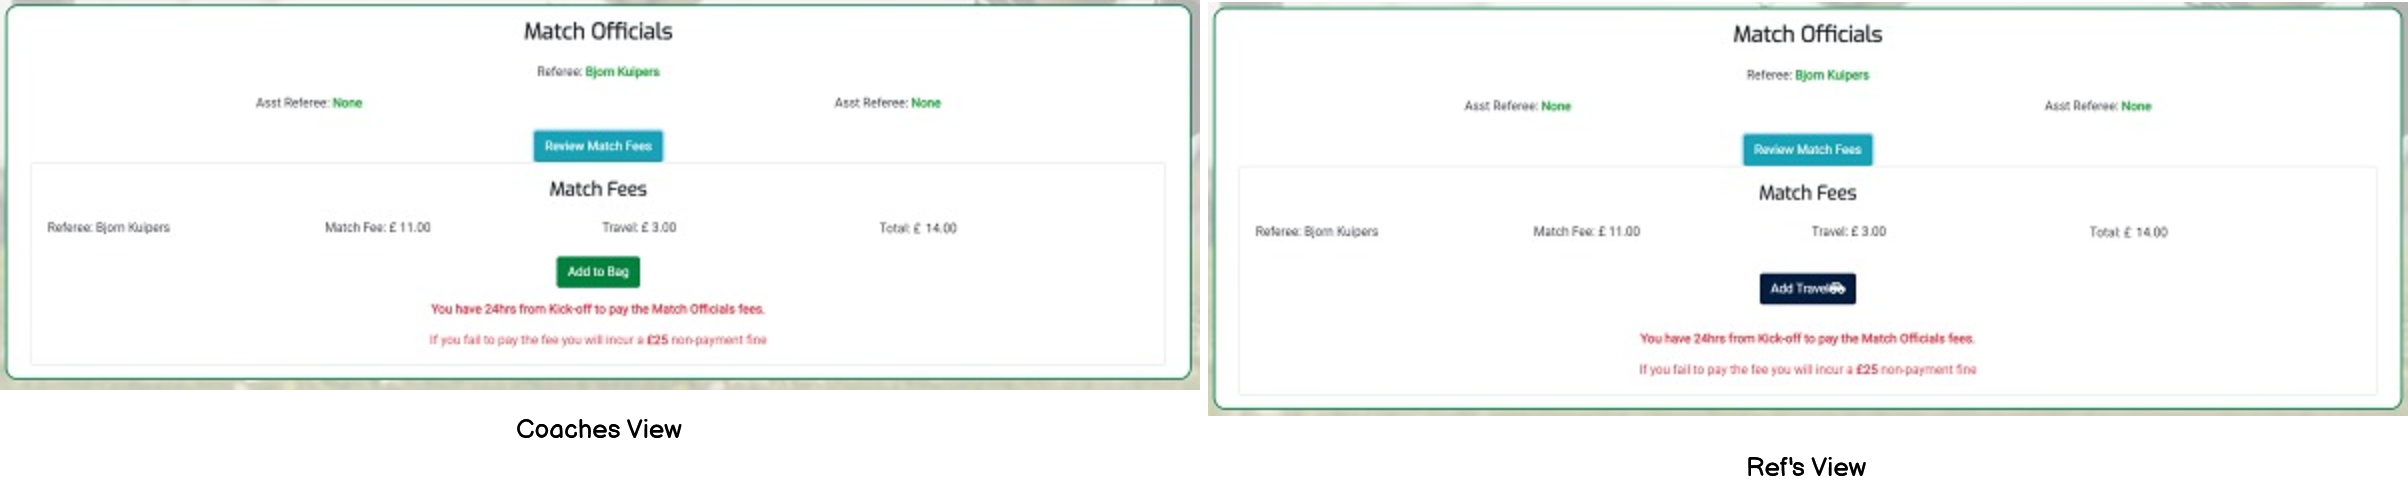 Match Officials
Referee: Bjorn Kuipers
Asst Referee: None Asst Referee: None
Review Match Fees
Match Fees
Referee: Bjorn Kuipers Match Fee: £ 11.00 Travel: £ 3.00 Total: £ 14.00
Add to Bag
You have 24hrs from Kick-off to pay the Match Officials fees.
If you fail to pay the fee you will incur a £25 non-payment fine
Coaches View
Match Officials
Referee: Bjorn Kuipers
Asst Referee: None Asst Referee: None
Review Match Fees
Match Fees
Referee: Bjorn Kuipers Match Fee: £ 11.00 Travel: £ 3.00 Total: £ 14.00
Add Travel
You have 24hrs from Kick-off to pay the Match Officials fees.
If you fail to pay the fee you will incur a £25 non-payment fine
Ref's View